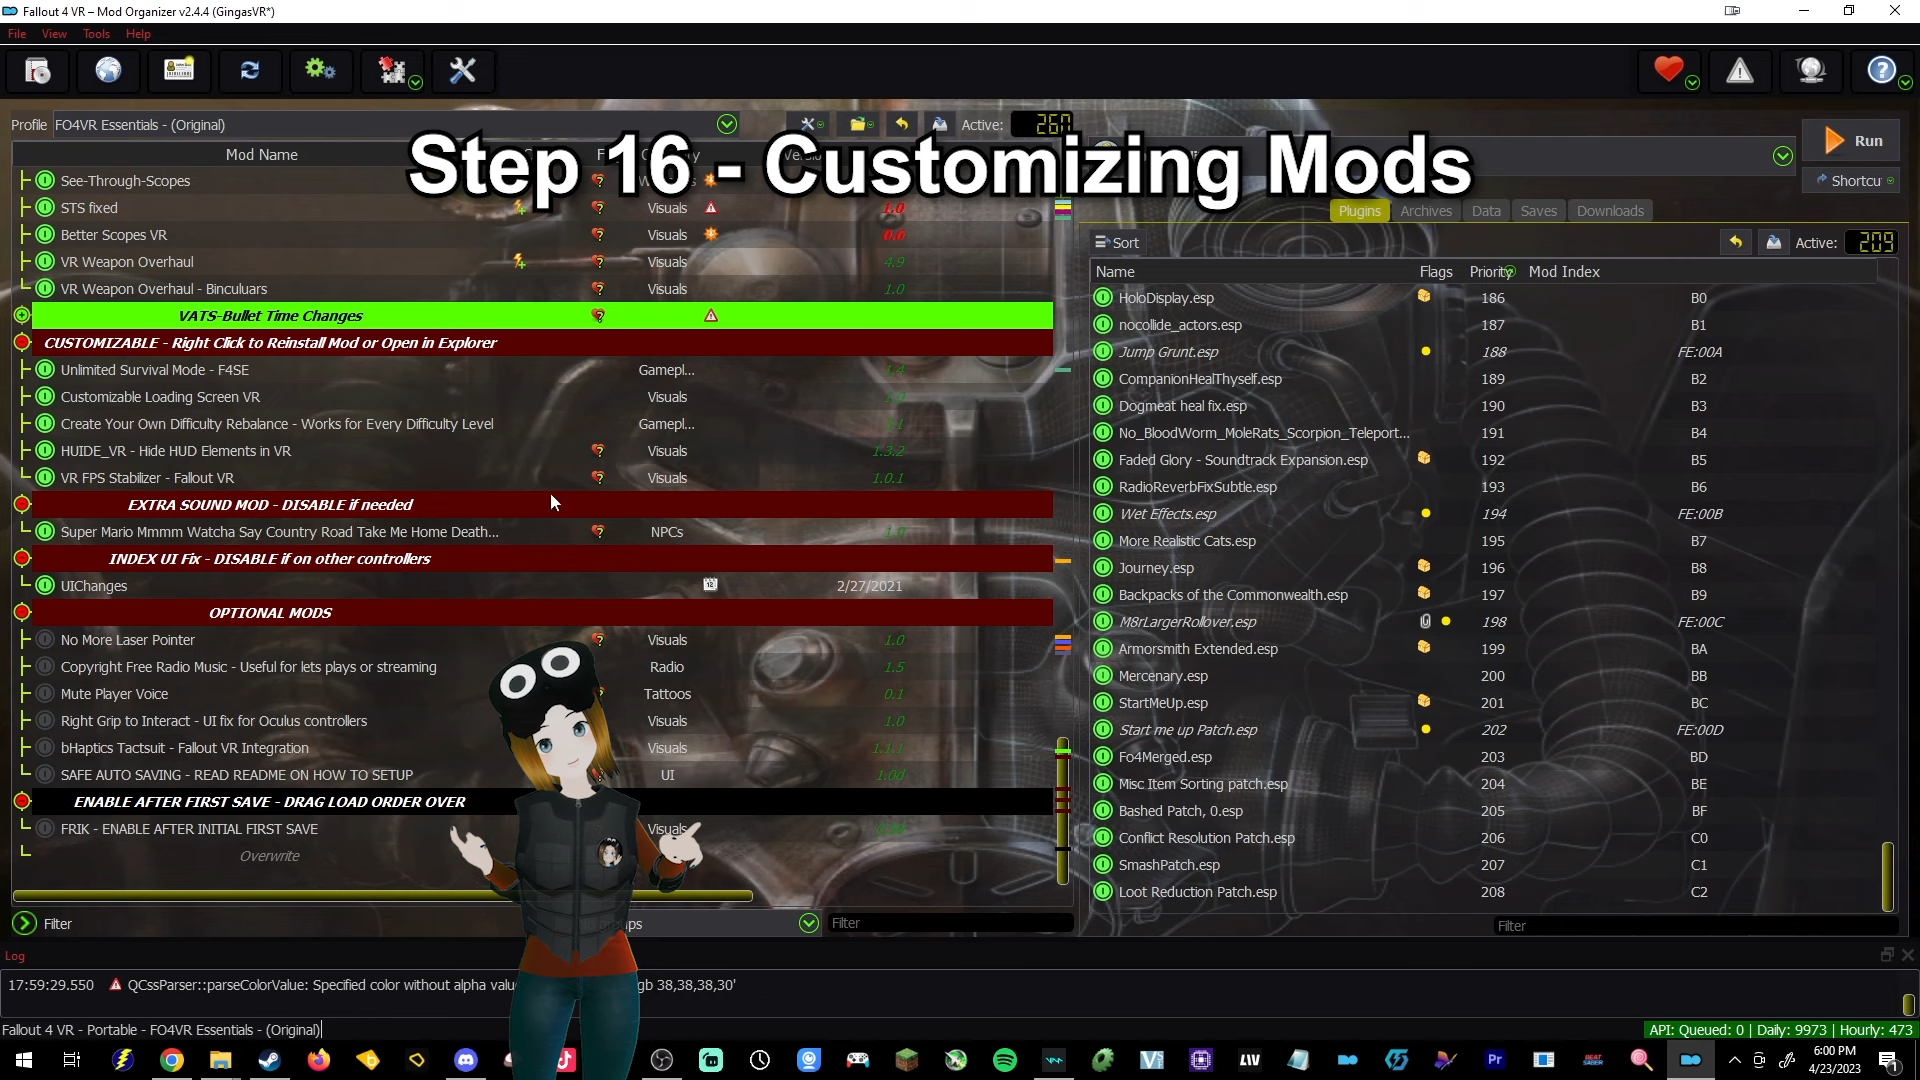 Fallout 4 VR – Mod Organizer v2.4.4 (GingasVR*)
File View Tools Help
Profile FO4VR Essentials - (Original)
Active: 260
Step 16 - Customizing Mods
Run
Shortcu
Mod Name
See-Through-Scopes
STS fixed Visuals 1.0
Better Scopes VR Visuals 0.6
VR Weapon Overhaul Visuals 4.9
VR Weapon Overhaul - Binculuars Visuals 1.0
VATS-Bullet Time Changes
CUSTOMIZABLE - Right Click to Reinstall Mod or Open in Explorer
Unlimited Survival Mode - F4SE Gamepl... 1.4
Customizable Loading Screen VR Visuals
Create Your Own Difficulty Rebalance - Works for Every Difficulty Level Gamepl...
HUIDE_VR - Hide HUD Elements in VR Visuals 1.3.2
VR FPS Stabilizer - Fallout VR Visuals 1.0.1
EXTRA SOUND MOD - DISABLE if needed
Super Mario Mmmm Watcha Say Country Road Take Me Home Death... NPCs 1.0
INDEX UI Fix - DISABLE if on other controllers
UIChanges 2/27/2021
OPTIONAL MODS
No More Laser Pointer Visuals 1.0
Copyright Free Radio Music - Useful for lets plays or streaming Radio 1.5
Mute Player Voice Tattoos 0.1
Right Grip to Interact - UI fix for Oculus controllers Visuals 1.0
bHaptics Tactsuit - Fallout VR Integration Visuals 1.1.1
SAFE AUTO SAVING - READ README ON HOW TO SETUP UI 1.0d
ENABLE AFTER FIRST SAVE - DRAG LOAD ORDER OVER
FRIK - ENABLE AFTER INITIAL FIRST SAVE Visuals
Overwrite
Filter
Filter
Plugins Archives Data Saves Downloads
Sort Active: 209
Name Flags Priority Mod Index
HoloDisplay.esp 186 B0
nocollide_actors.esp 187 B1
Jump Grunt.esp 188 FE:00A
CompanionHealThyself.esp 189 B2
Dogmeat heal fix.esp 190 B3
No_BloodWorm_MoleRats_Scorpion_Teleport... 191 B4
Faded Glory - Soundtrack Expansion.esp 192 B5
RadioReverbFixSubtle.esp 193 B6
Wet Effects.esp 194 FE:00B
More Realistic Cats.esp 195 B7
Journey.esp 196 B8
Backpacks of the Commonwealth.esp 197 B9
M8rLargerRollover.esp 198 FE:00C
Armorsmith Extended.esp 199 BA
Mercenary.esp 200 BB
StartMeUp.esp 201 BC
Start me up Patch.esp 202 FE:00D
Fo4Merged.esp 203 BD
Misc Item Sorting patch.esp 204 BE
Bashed Patch, 0.esp 205 BF
Conflict Resolution Patch.esp 206 C0
SmashPatch.esp 207 C1
Loot Reduction Patch.esp 208 C2
Filter
Log
17:59:29.550 QCssParser::parseColorValue: Specified color without alpha valu gb 38,38,38,30'
Fallout 4 VR - Portable - FO4VR Essentials - (Original)
API: Queued: 0 | Daily: 9973 | Hourly: 473
LIV
Pr
6:00 PM
4/23/2023
1